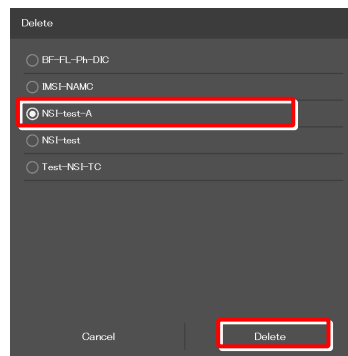 Delete
BF-FL-Ph-DIC
IMSI-NAMC
NSI-test-A
NSI-test
Test-NSI-TC
Cancel
Delete